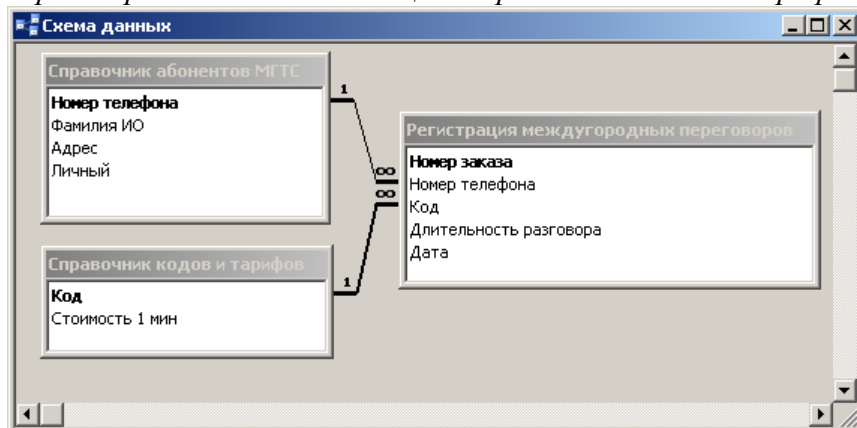 Схема данных
Справочник абонентов МГТС
Номер телефона
Фамилия ИО
Адрес
Личный
1
∞
∞
1
Регистрация междугородных переговоров
Номер заказа
Номер телефона
Код
Длительность разговора
Дата
Справочник кодов и тарифов
Код
Стоимость 1 мин